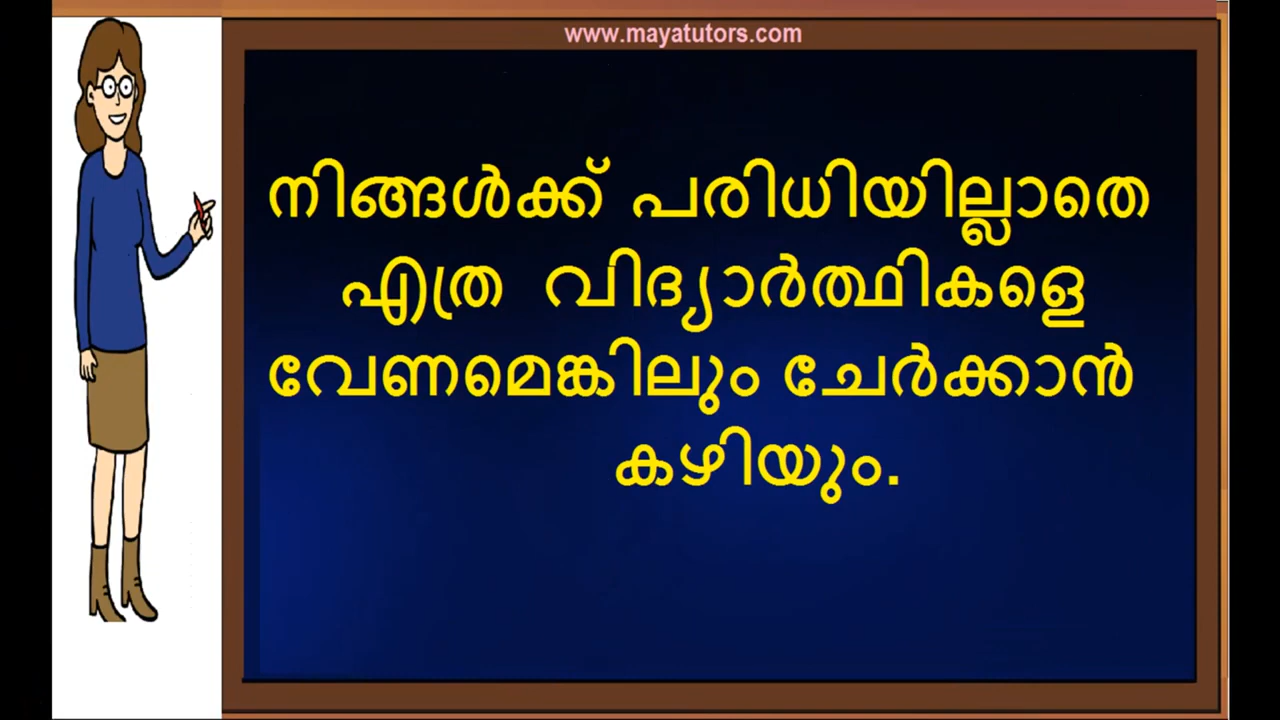 www.mayatutors.com
നിങ്ങൾക്ക് പരിധിയില്ലാതെ
എത്ര വിദ്യാർത്ഥികളെ
വേണമെങ്കിലും ചേർക്കാൻ
കഴിയും.